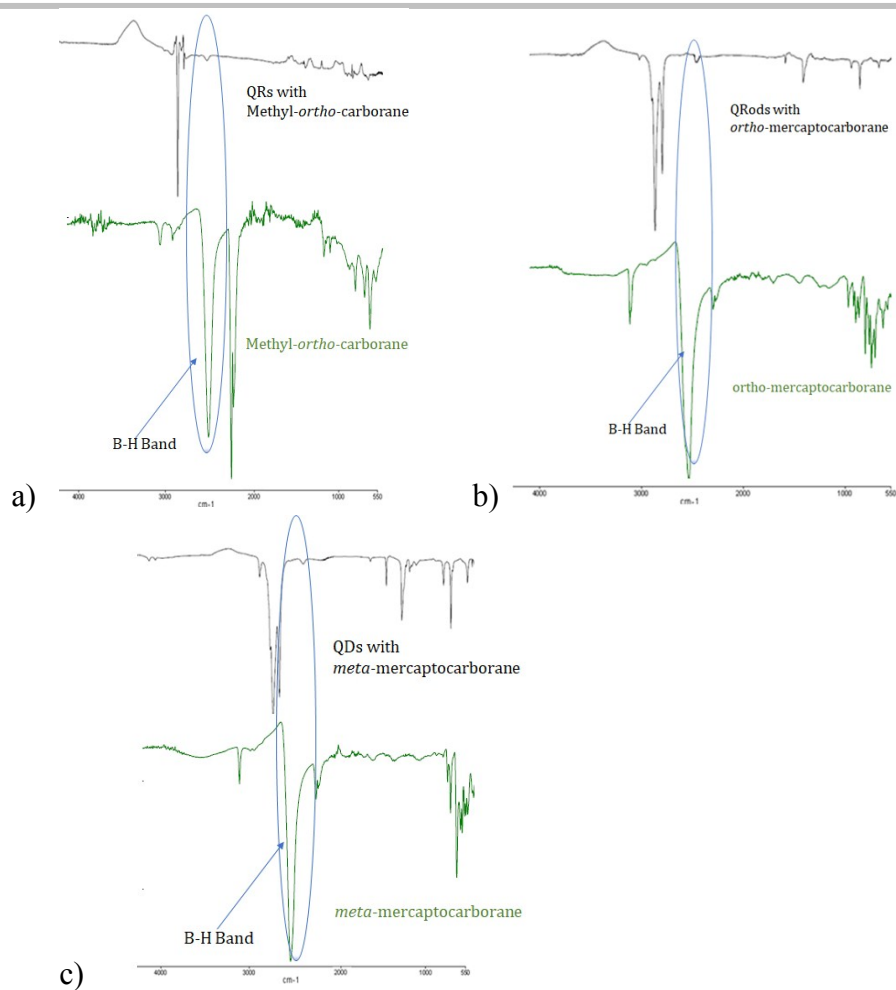 QRs with
Methyl-ortho-carborane
Methyl-ortho-carborane
B-H Band
4000 3000 2000 1000 550
cm-1
a)
QRods with
ortho-mercaptocarborane
ortho-mercaptocarborane
B-H Band
4000 3000 2000 1000 550
cm-1
b)
QDs with
meta-mercaptocarborane
meta-mercaptocarborane
B-H Band
4000 3000 2000 1000 550
cm-1
c)